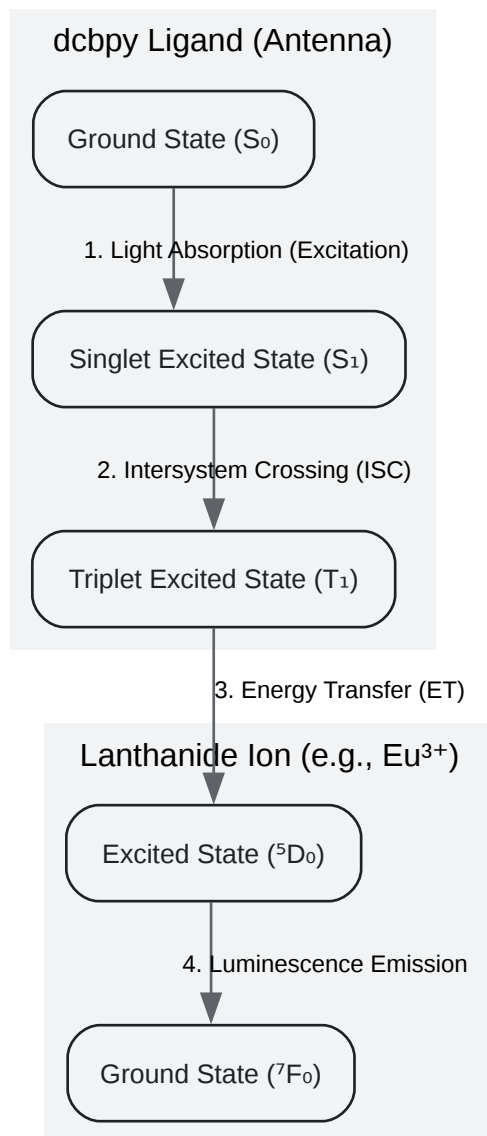 dcbpy Ligand (Antenna)
Ground State (S₀)
1. Light Absorption (Excitation)
Singlet Excited State (S₁)
2. Intersystem Crossing (ISC)
Triplet Excited State (T₁)
3. Energy Transfer (ET)
Lanthanide Ion (e.g., Eu³⁺)
Excited State (⁵D₀)
4. Luminescence Emission
Ground State (⁷F₀)